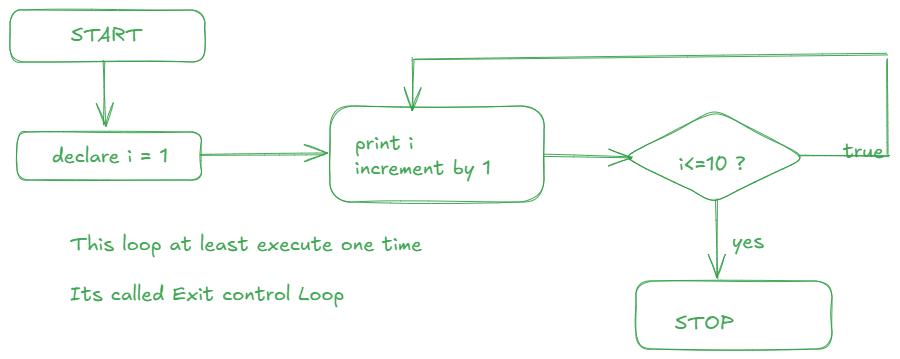 START
declare i = 1
print i
increment by 1
i<=10 ?
true
yes
STOP
This loop at least execute one time
Its called Exit control Loop